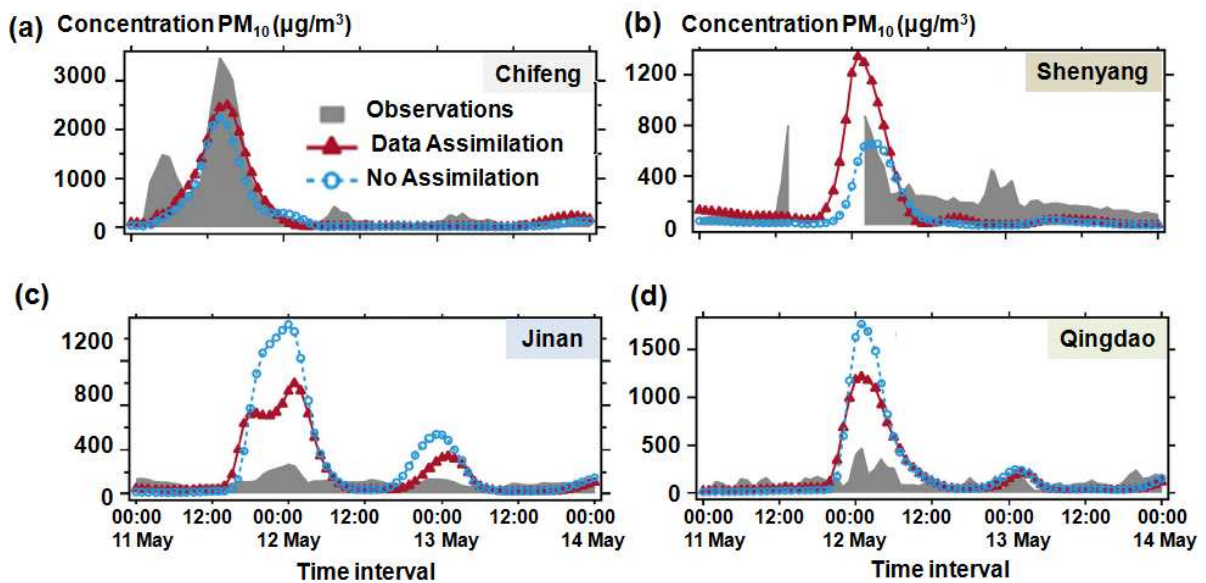 (a) Concentration PM₁₀ (µg/m³)
3000
2000
1000
0
Chifeng
Observations
Data Assimilation
No Assimilation
(b) Concentration PM₁₀ (µg/m³)
1200
800
400
0
Shenyang
(c)
1200
800
400
0
Jinan
00:00 12:00 00:00 12:00 00:00 12:00 00:00
11 May 12 May 13 May 14 May
Time interval
(d)
1500
1000
500
0
Qingdao
00:00 12:00 00:00 12:00 00:00 12:00 00:00
11 May 12 May 13 May 14 May
Time interval